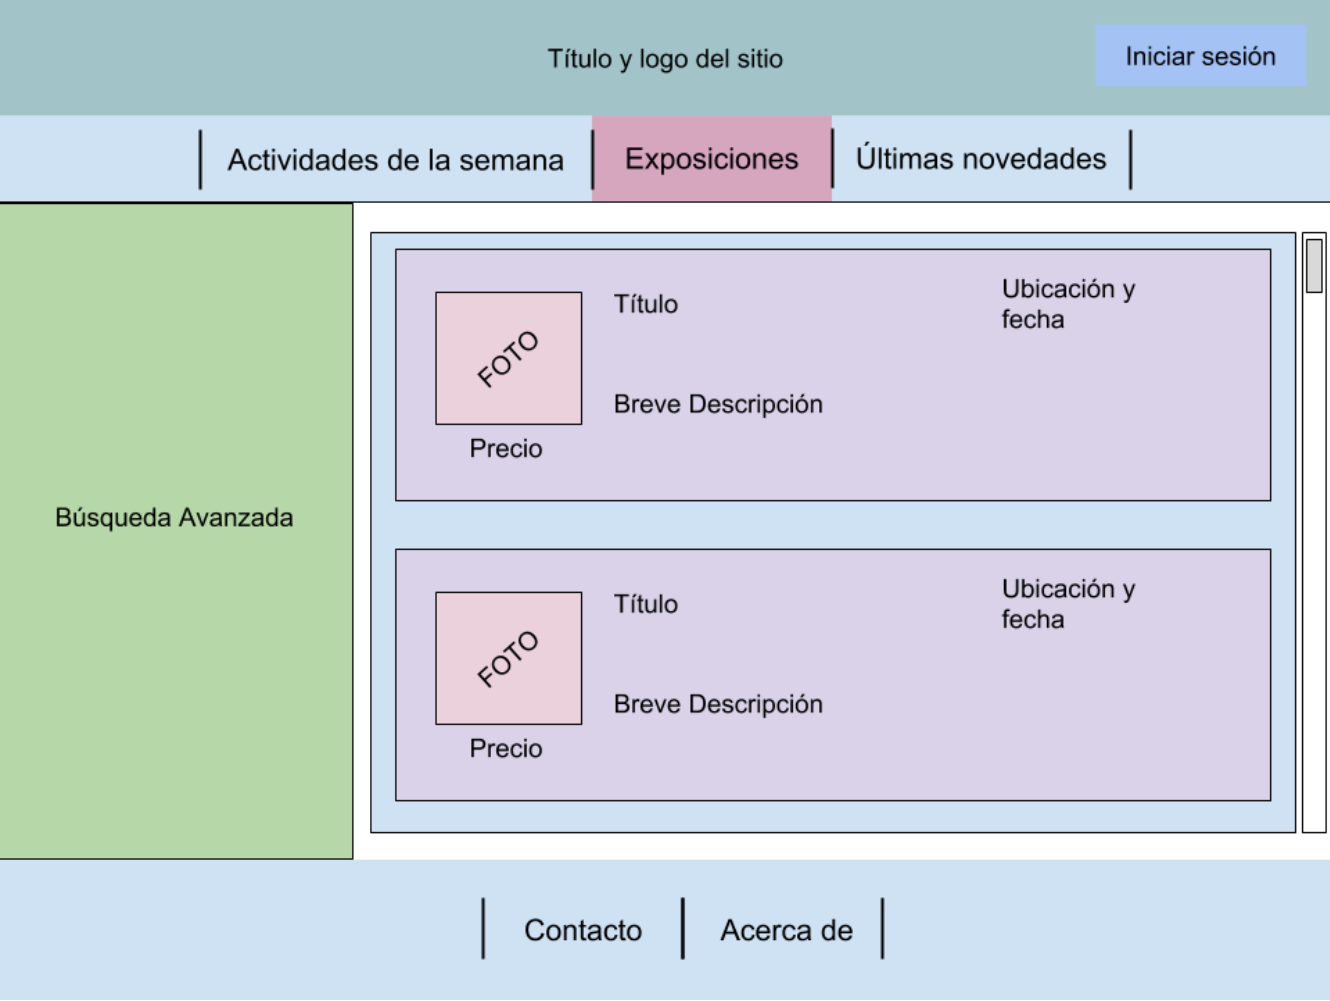 Título y logo del sitio
Iniciar sesión
Actividades de la semana
Exposiciones
Últimas novedades
Búsqueda Avanzada
FOTO
Precio
Título
Breve Descripción
Ubicación y
fecha
FOTO
Precio
Título
Breve Descripción
Ubicación y
fecha
Contacto
Acerca de